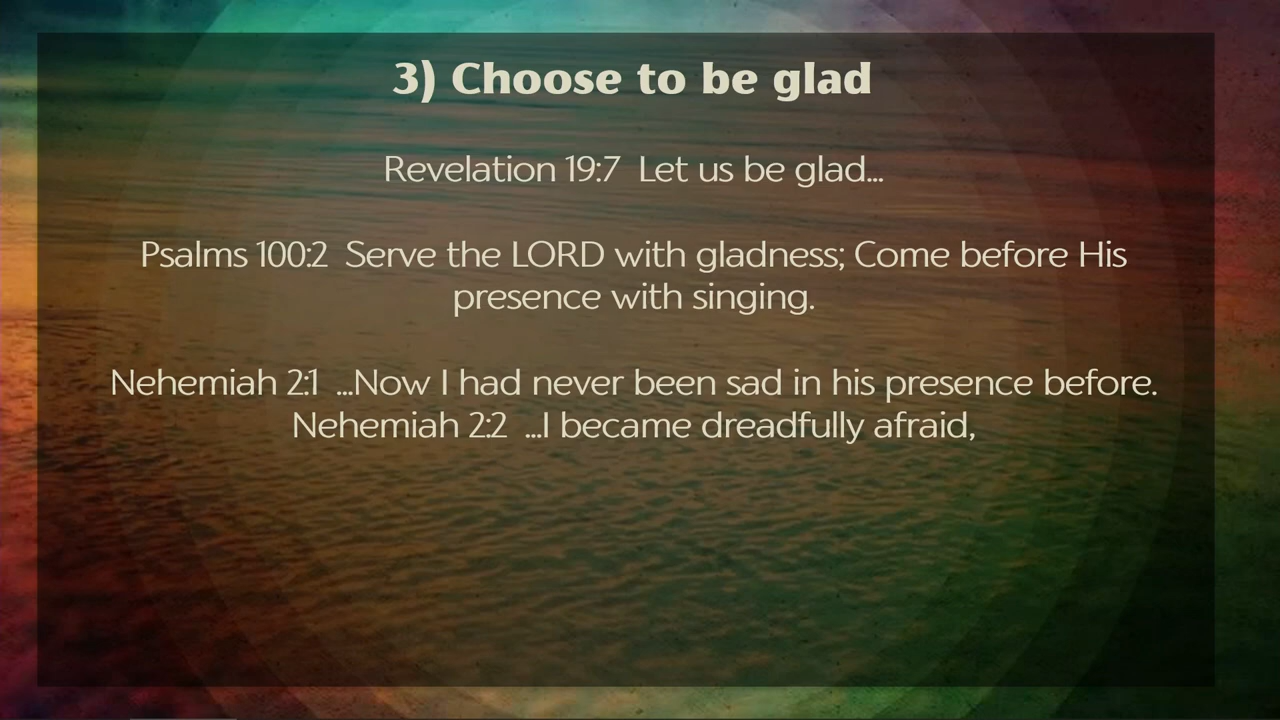 3) Choose to be glad
Revelation 19:7  Let us be glad...
Psalms 100:2  Serve the LORD with gladness; Come before His
presence with singing.
Nehemiah 2:1  ...Now I had never been sad in his presence before.
Nehemiah 2:2  ...I became dreadfully afraid,